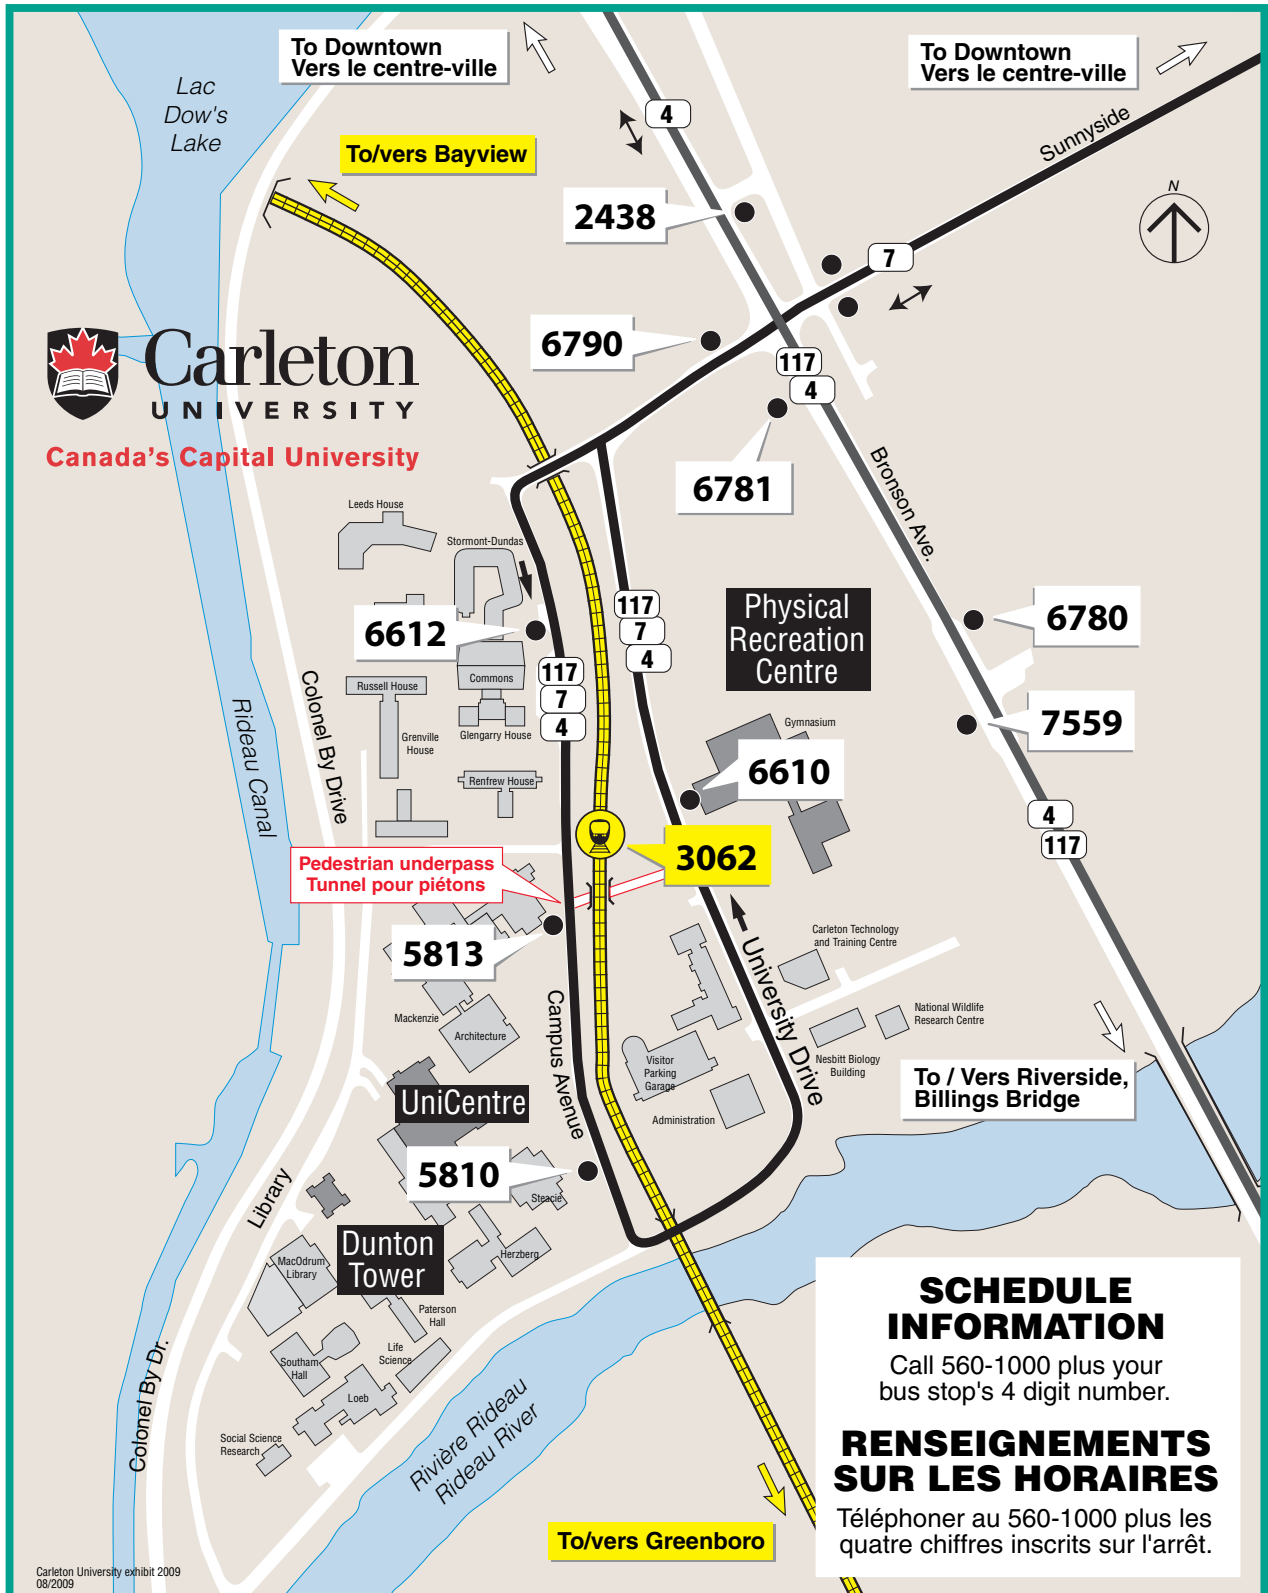 To Downtown
Vers le centre-ville
To Downtown
Vers le centre-ville
Lac
Dow's
Lake
4
Sunnyside
To/vers Bayview
N
2438
7
6790
Carleton
UNIVERSITY
Canada's Capital University
117
4
6781
Bronson Ave.
Leeds House
Stormont-Dundas
117
7
4
Physical
Recreation
Centre
6780
6612
Commons
117
7
4
Russell House
Colonel By Drive
Rideau Canal
Grenville
House
Glengarry House
Gymnasium
7559
6610
Renfrew House
4
117
3062
Pedestrian underpass
Tunnel pour piétons
5813
Carleton Technology
and Training Centre
University Drive
Campus Avenue
Mackenzie
Architecture
National Wildlife
Research Centre
Nesbitt Biology
Building
Visitor
Parking
Garage
To / Vers Riverside,
Billings Bridge
UniCentre
Administration
5810
Steacie
Library
Dunton
Tower
Herzberg
MacOdrum
Library
Paterson
Hall
Life
Science
Southam
Hall
Loeb
Colonel By Dr.
Social Science
Research
Rivière Rideau
Rideau River
SCHEDULE
INFORMATION
Call 560-1000 plus your
bus stop's 4 digit number.
RENSEIGNEMENTS
SUR LES HORAIRES
Téléphoner au 560-1000 plus les
quatre chiffres inscrits sur l'arrêt.
To/vers Greenboro
Carleton University exhibit 2009
08/2009